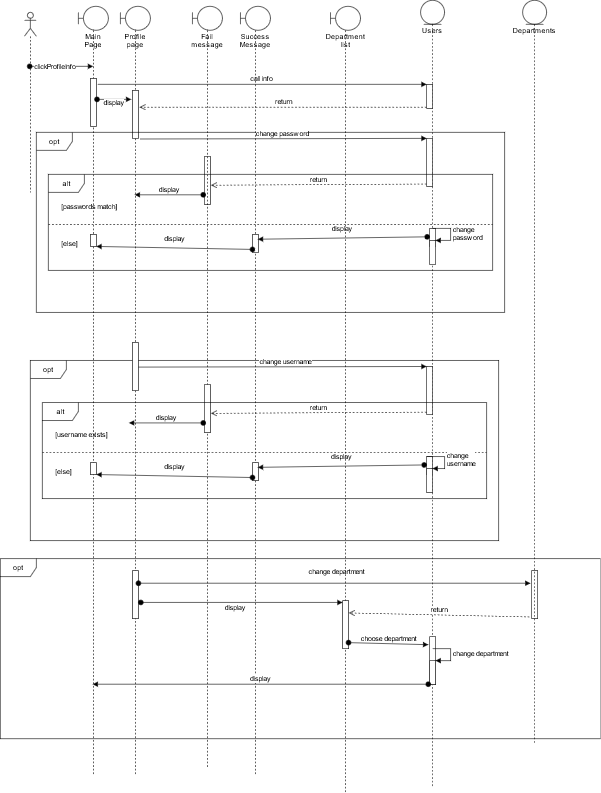 Main
Page
Profile
page
Fail
message
Success
Message
Department
list
Users
Departments
clickProfileInfo
call info
display
return
change password
opt
return
alt
display
[passwords match]
display
change
password
[else]
display
change username
opt
return
alt
display
[username exists]
display
change
username
[else]
display
opt
change department
display
return
choose department
change department
display